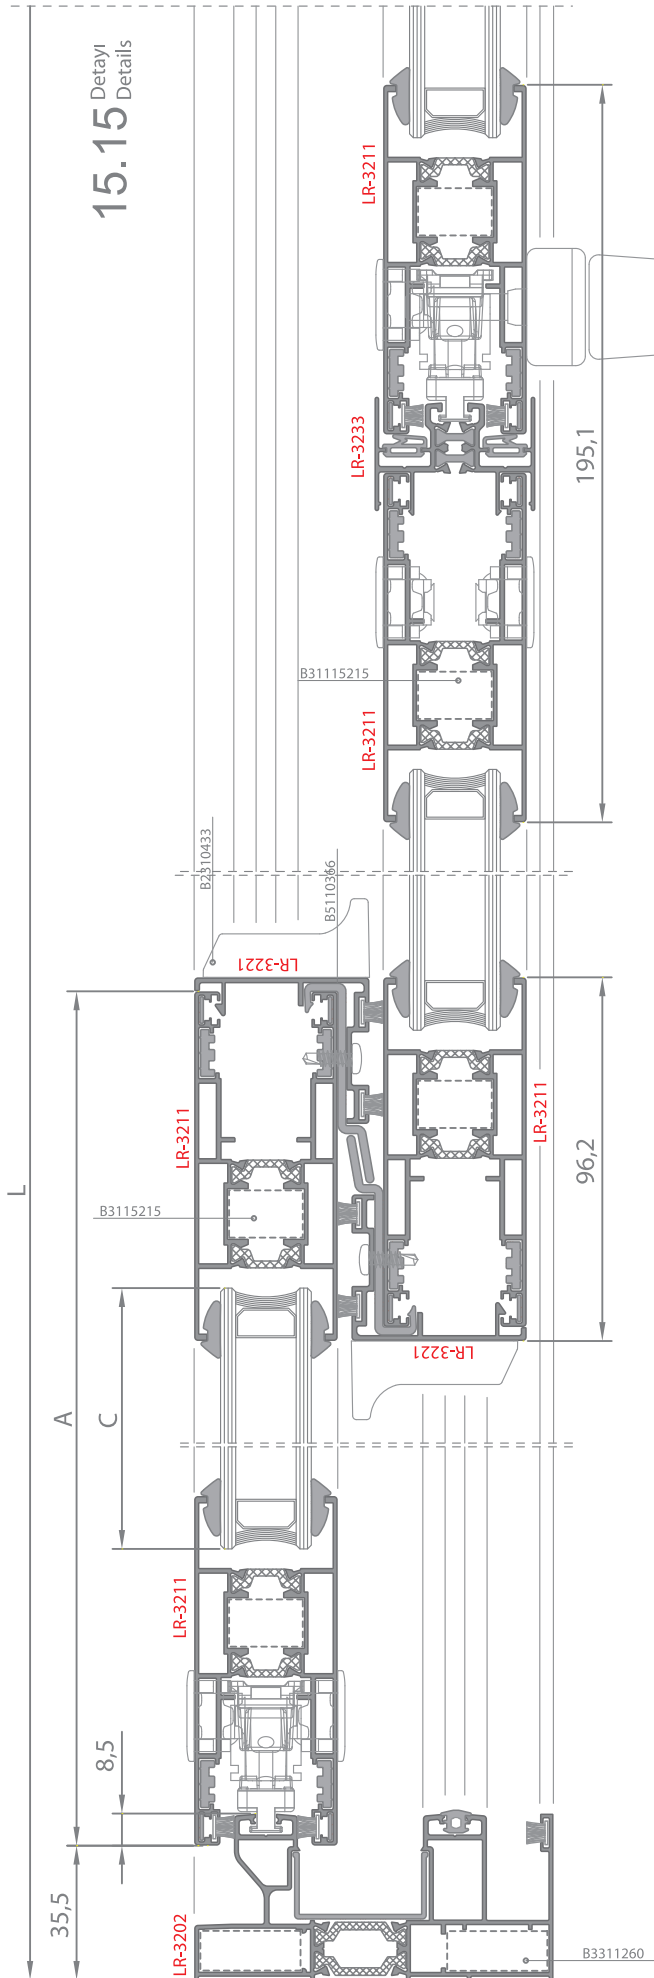 15.15 Detayı
Details
LR-3211
LR-3233
195,1
B31115215
LR-3211
B2310433
B5110366
LR-3221
LR-3211
LR-3211
96,2
L
B3115215
LR-3221
A
C
LR-3211
8,5
35,5
LR-3202
B3311260